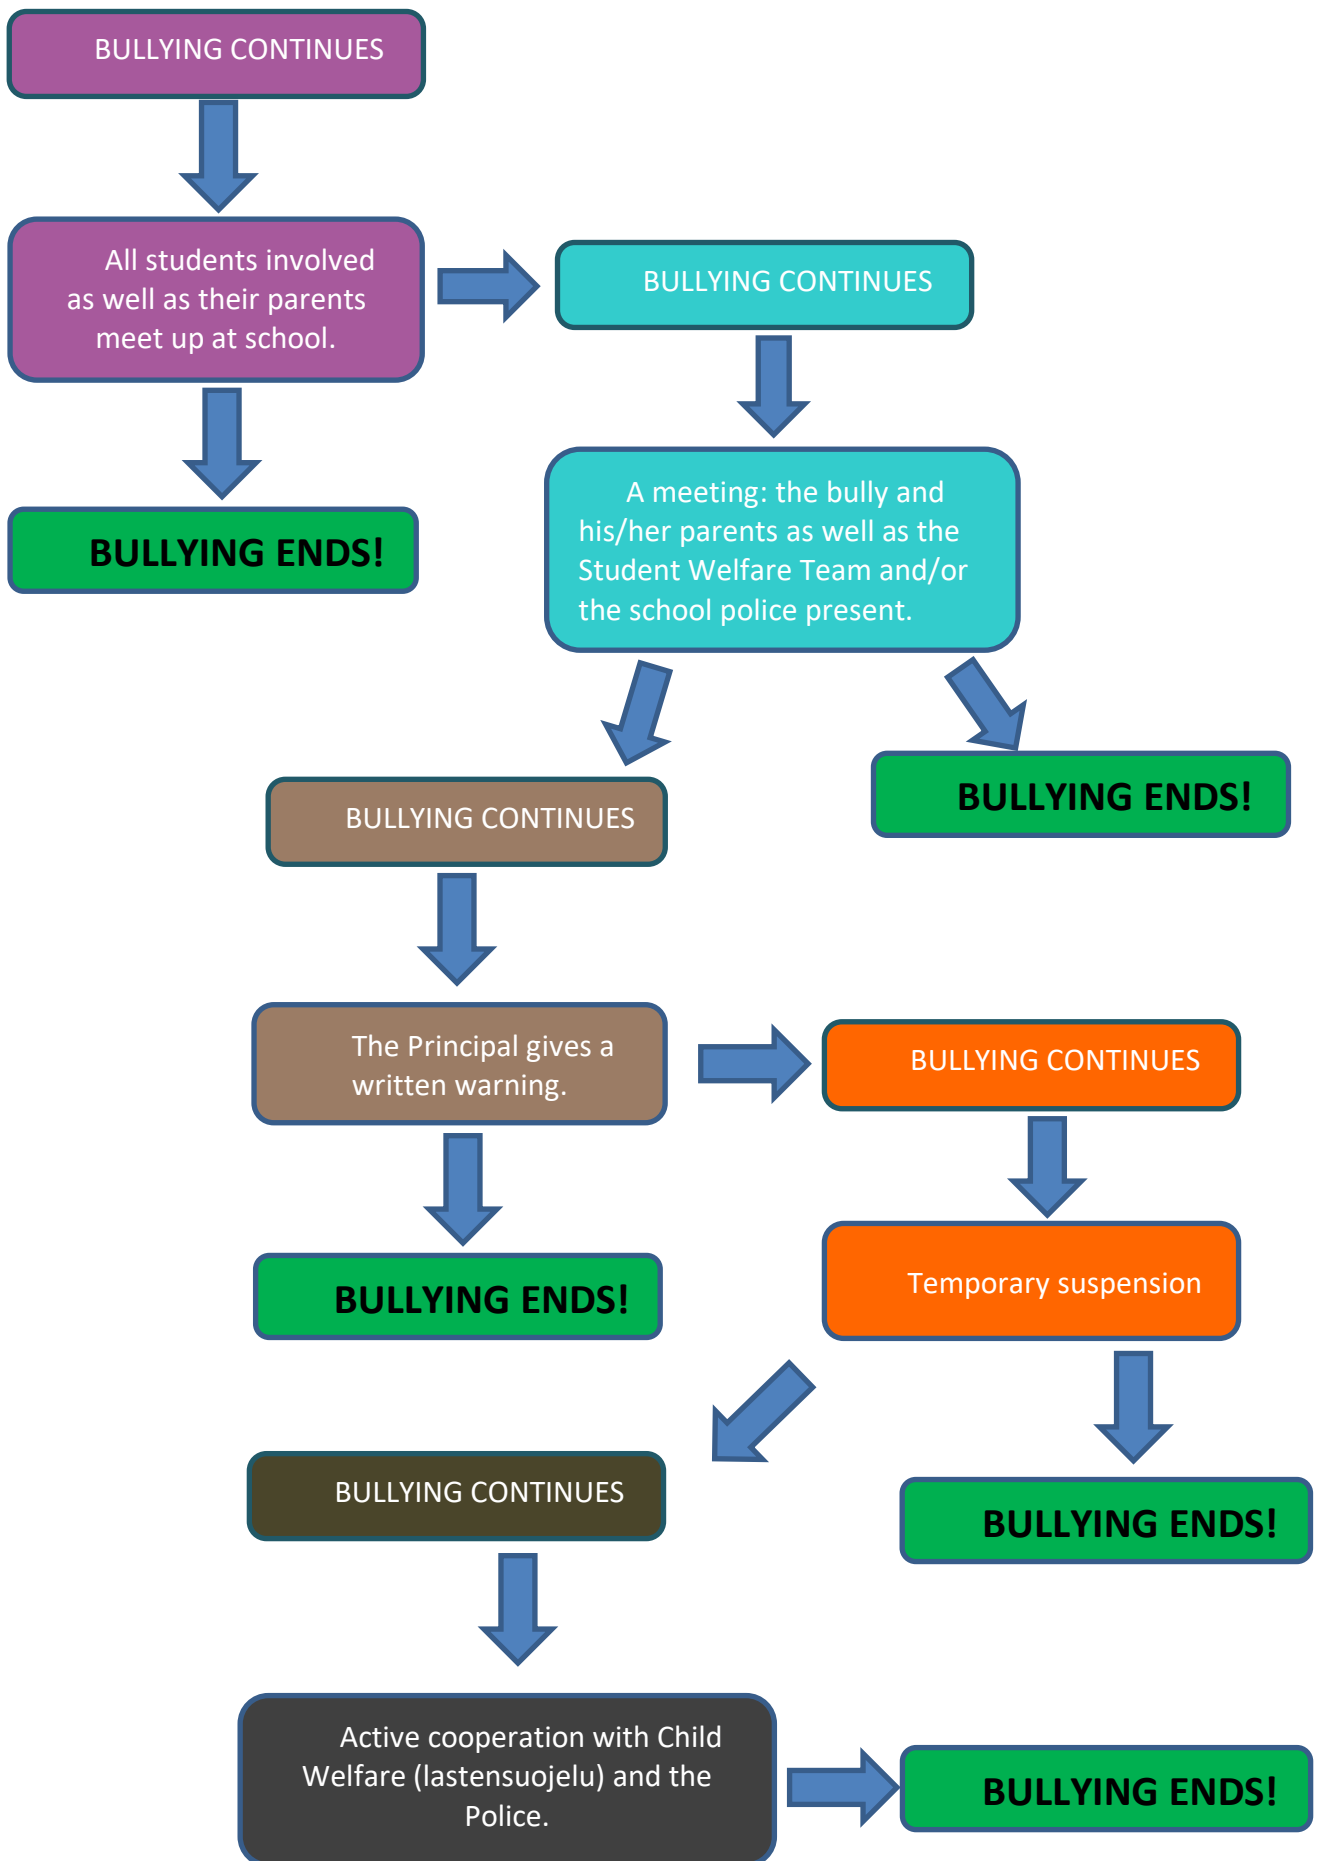 BULLYING CONTINUES
All students involved
as well as their parents
meet up at school.
BULLYING CONTINUES
BULLYING ENDS!
A meeting: the bully and
his/her parents as well as the
Student Welfare Team and/or
the school police present.
BULLYING CONTINUES
BULLYING ENDS!
The Principal gives a
written warning.
BULLYING CONTINUES
BULLYING ENDS!
Temporary suspension
BULLYING CONTINUES
BULLYING ENDS!
Active cooperation with Child
Welfare (lastensuojelu) and the
Police.
BULLYING ENDS!